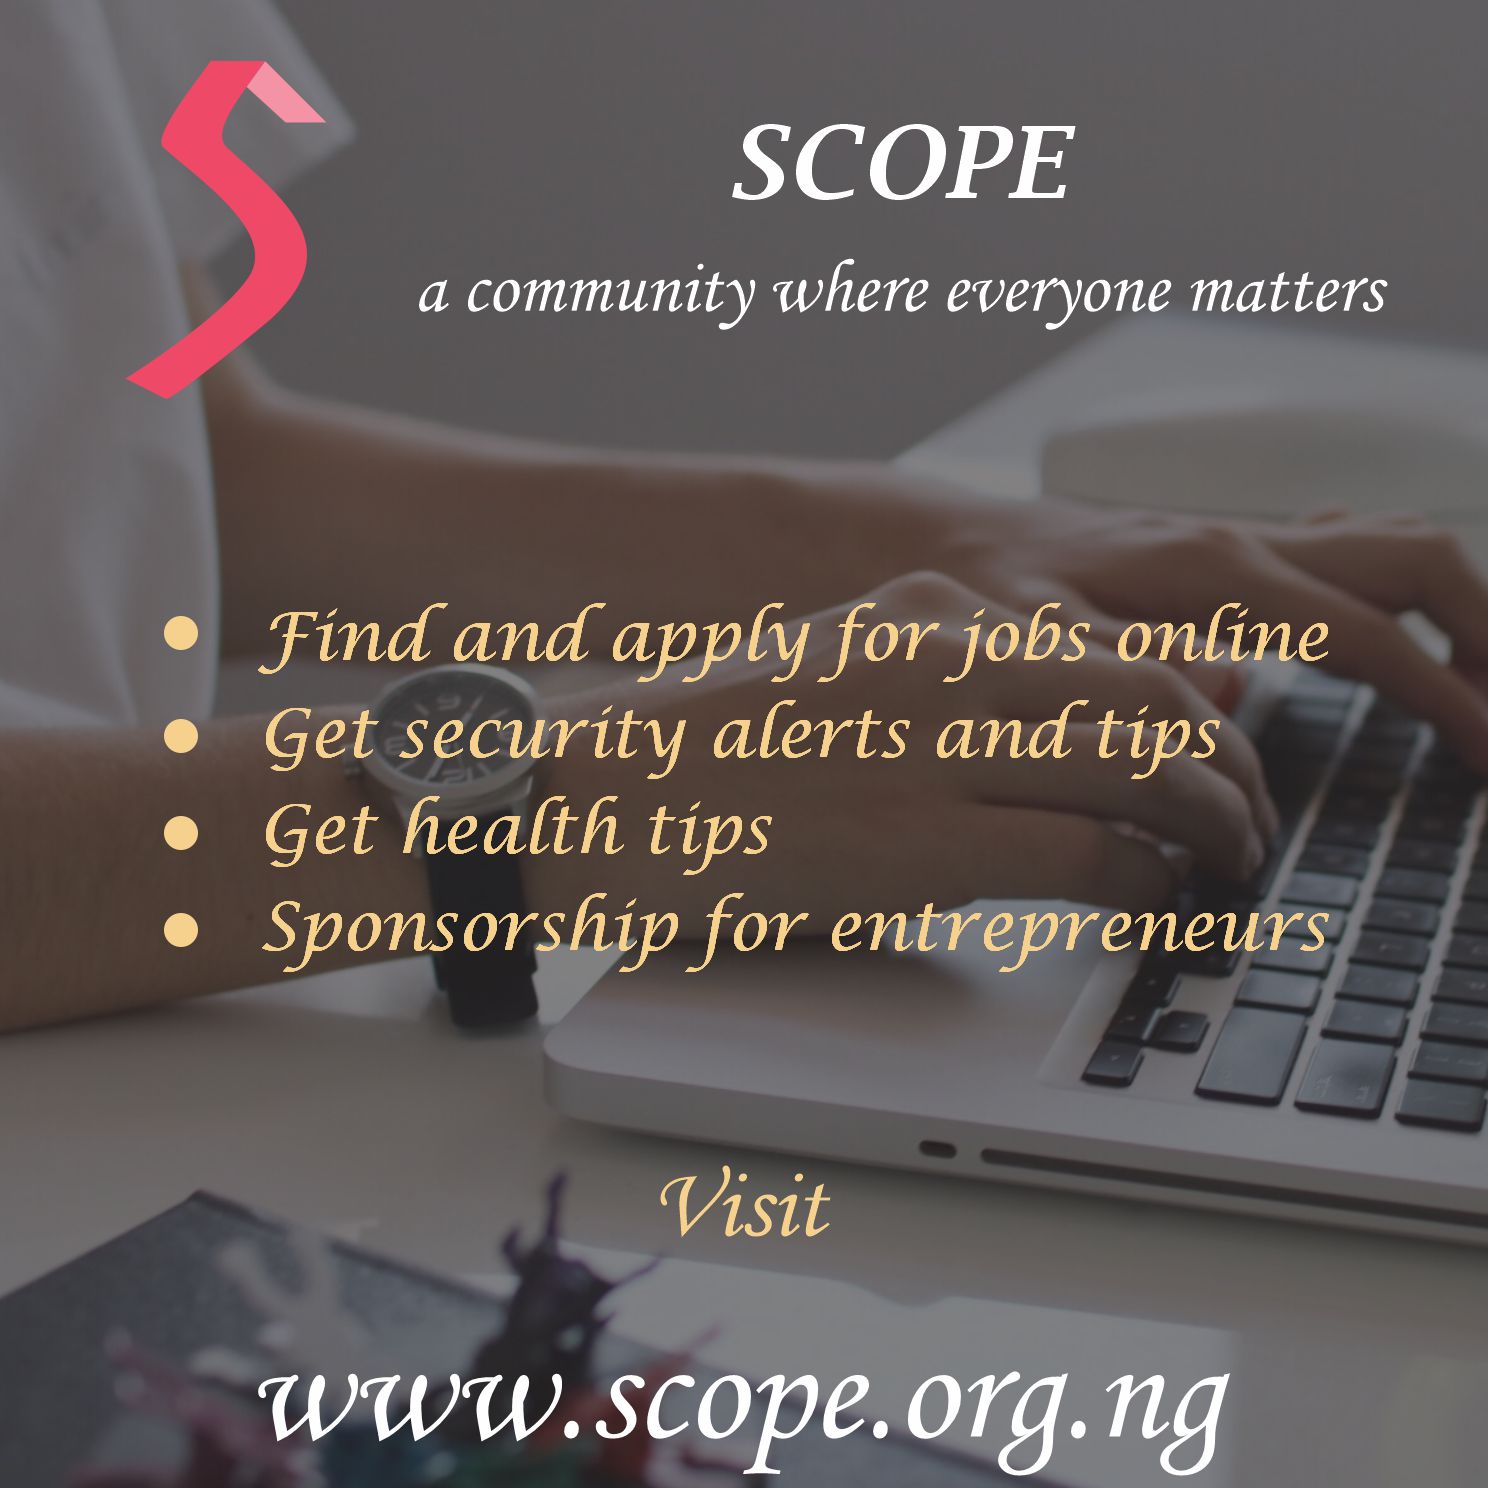 SCOPE
a community where everyone matters
• Find and apply for jobs online
• Get security alerts and tips
• Get health tips
• Sponsorship for entrepreneurs
Visit
www.scope.org.ng